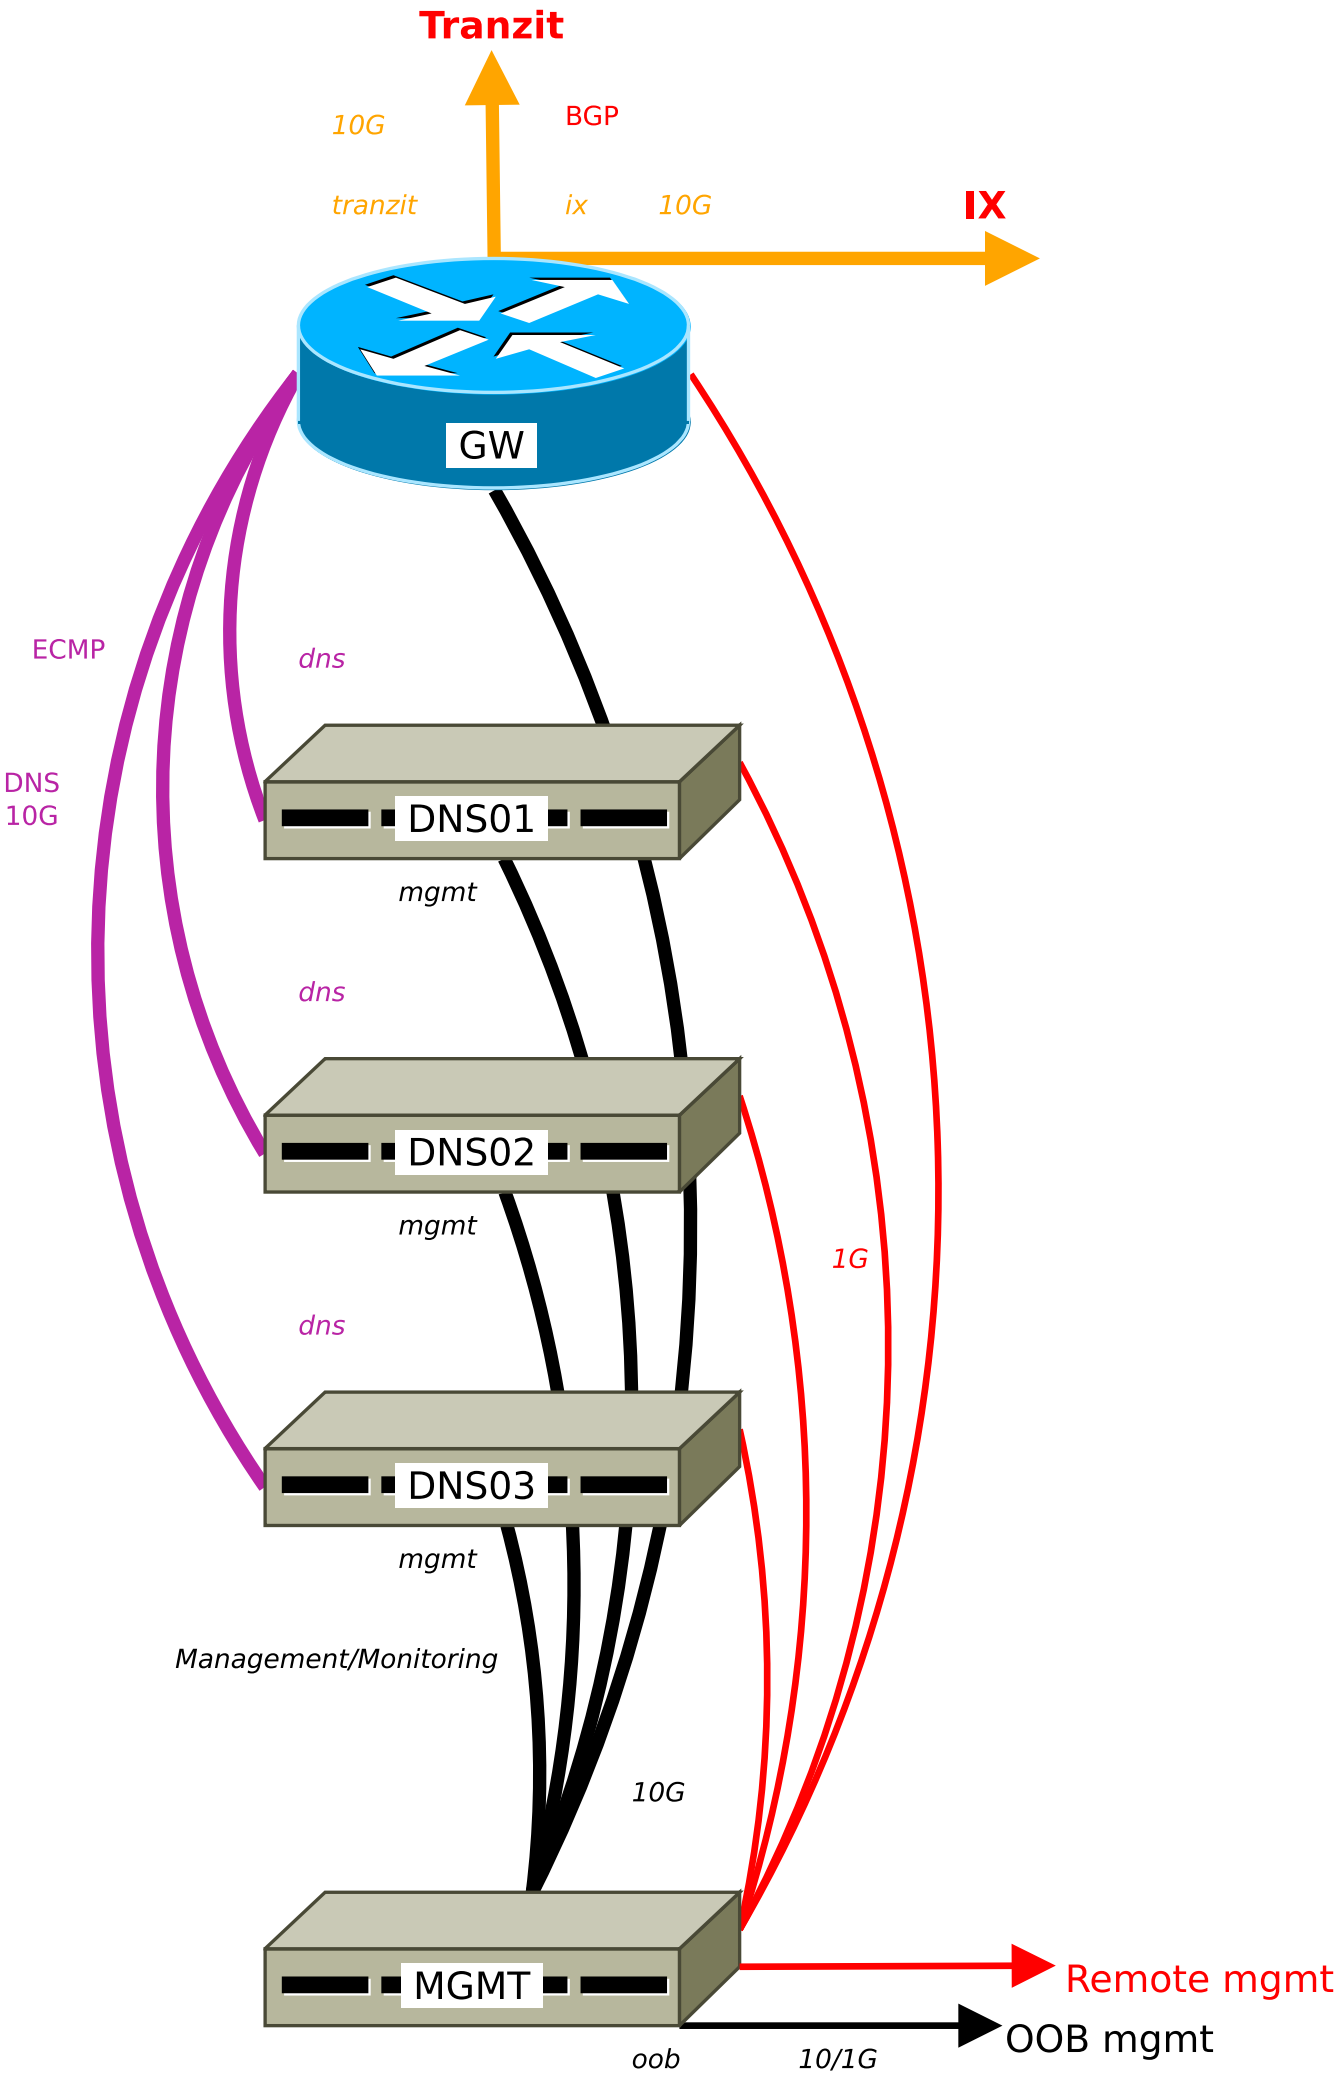 Tranzit
10G
BGP
tranzit
ix
10G
IX
GW
ECMP
dns
DNS
10G
DNS01
mgmt
dns
DNS02
mgmt
1G
dns
DNS03
mgmt
Management/Monitoring
10G
MGMT
Remote mgmt
OOB mgmt
oob
10/1G